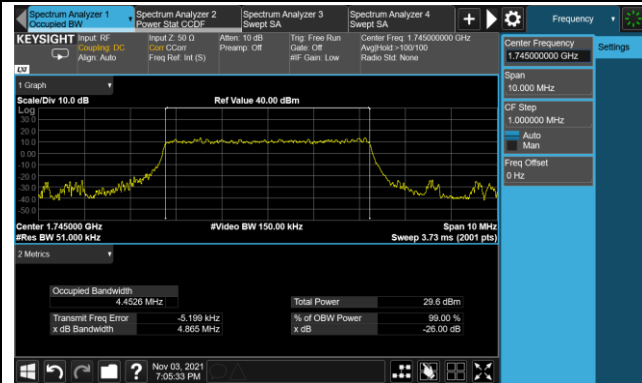 Spectrum Analyzer 1
Occupied BW
Spectrum Analyzer 2
Power Stat CCDF
Spectrum Analyzer 3
Swept SA
Spectrum Analyzer 4
Swept SA
+
Frequency
KEYSIGHT
Input: RF
Coupling: DC
Align: Auto
Input Z: 50 Ω
Corr CCorr
Freq Ref: Int (S)
Atten: 10 dB
Preamp: Off
Trig: Free Run
Gate: Off
#IF Gain: Low
Center Freq: 1.745000000 GHz
Avg|Hold:>100/100
Radio Std: None
LXI
Center Frequency
1.745000000 GHz
Settings
Span
10.000 MHz
CF Step
1.000000 MHz
Auto
Man
Freq Offset
0 Hz
1 Graph
Scale/Div 10.0 dB
Ref Value 40.00 dBm
Log
30.0
20.0
10.0
0.00
-10.0
-20.0
-30.0
-40.0
-50.0
Center 1.745000 GHz
#Video BW 150.00 kHz
Span 10 MHz
#Res BW 51.000 kHz
Sweep 3.73 ms (2001 pts)
2 Metrics
Occupied Bandwidth
4.4526 MHz
Total Power
29.6 dBm
Transmit Freq Error
-5.199 kHz
% of OBW Power
99.00 %
x dB Bandwidth
4.865 MHz
x dB
-26.00 dB
?
Nov 03, 2021
7:05:33 PM